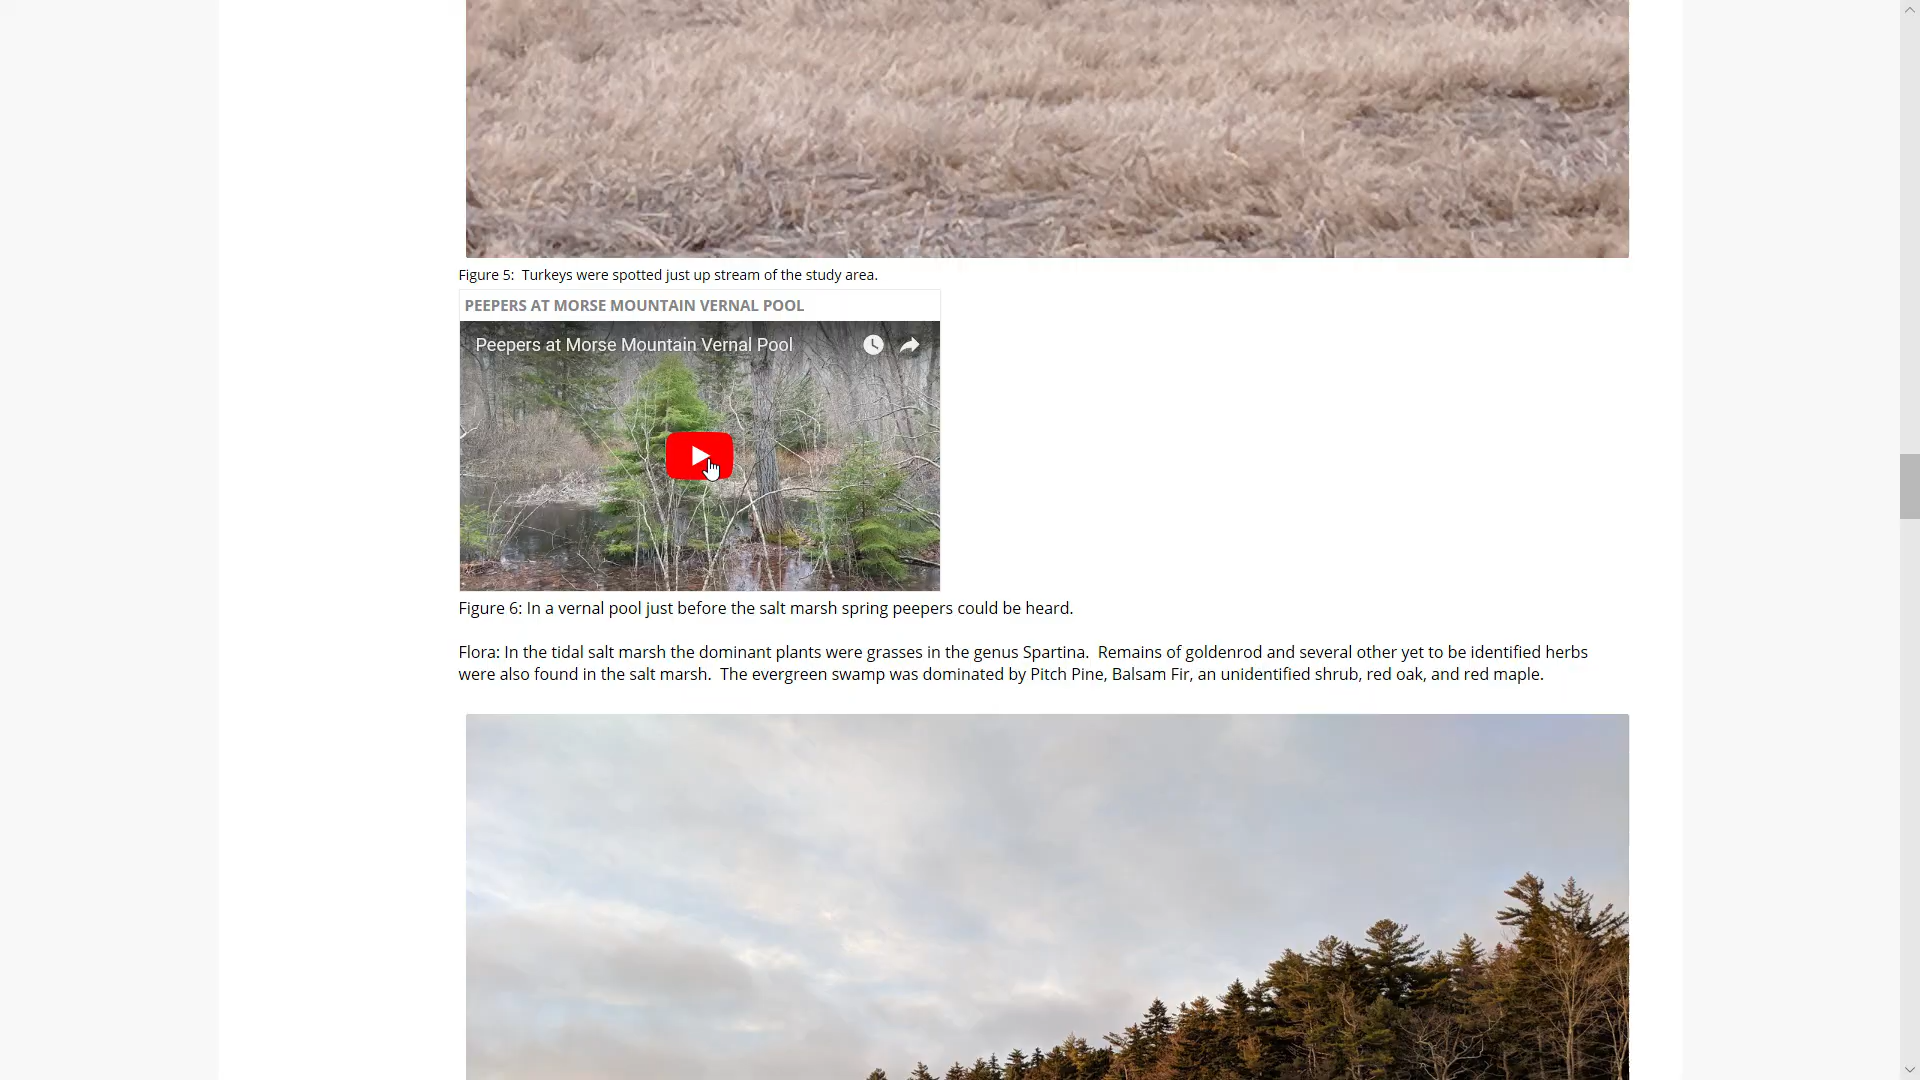 Figure 5:  Turkeys were spotted just up stream of the study area.
PEEPERS AT MORSE MOUNTAIN VERNAL POOL
Peepers at Morse Mountain Vernal Pool
Figure 6: In a vernal pool just before the salt marsh spring peepers could be heard.
Flora: In the tidal salt marsh the dominant plants were grasses in the genus Spartina.  Remains of goldenrod and several other yet to be identified herbs
were also found in the salt marsh.  The evergreen swamp was dominated by Pitch Pine, Balsam Fir, an unidentified shrub, red oak, and red maple.